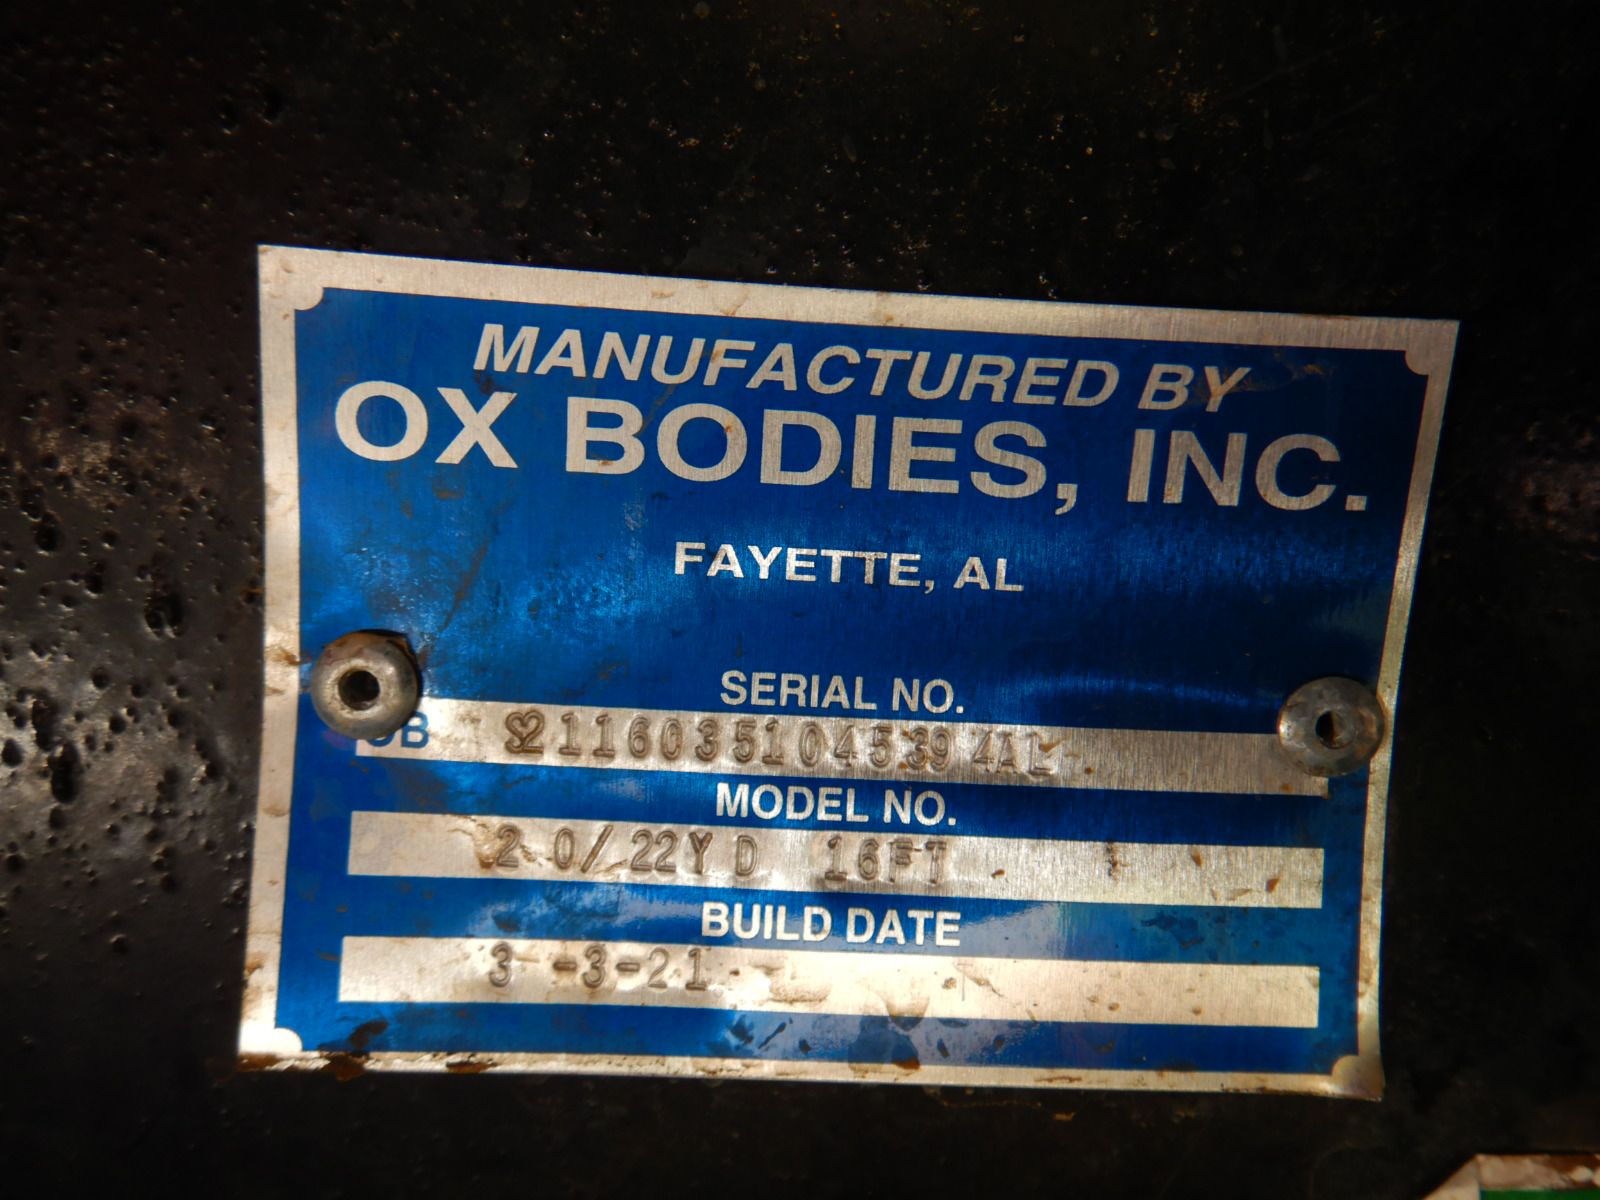 MANUFACTURED BY
OX BODIES, INC.
FAYETTE, AL
SERIAL NO.
OB S21160351045394AL
MODEL NO.
20/22YD 16FT
BUILD DATE
3-3-21